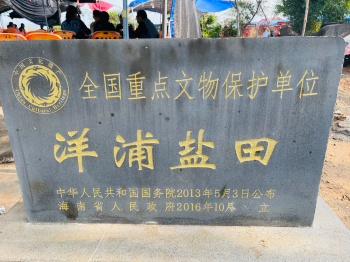 全国重点文物保护单位
洋浦盐田
中华人民共和国国务院2013年5月3日公布
海南省人民政府2016年10月 立